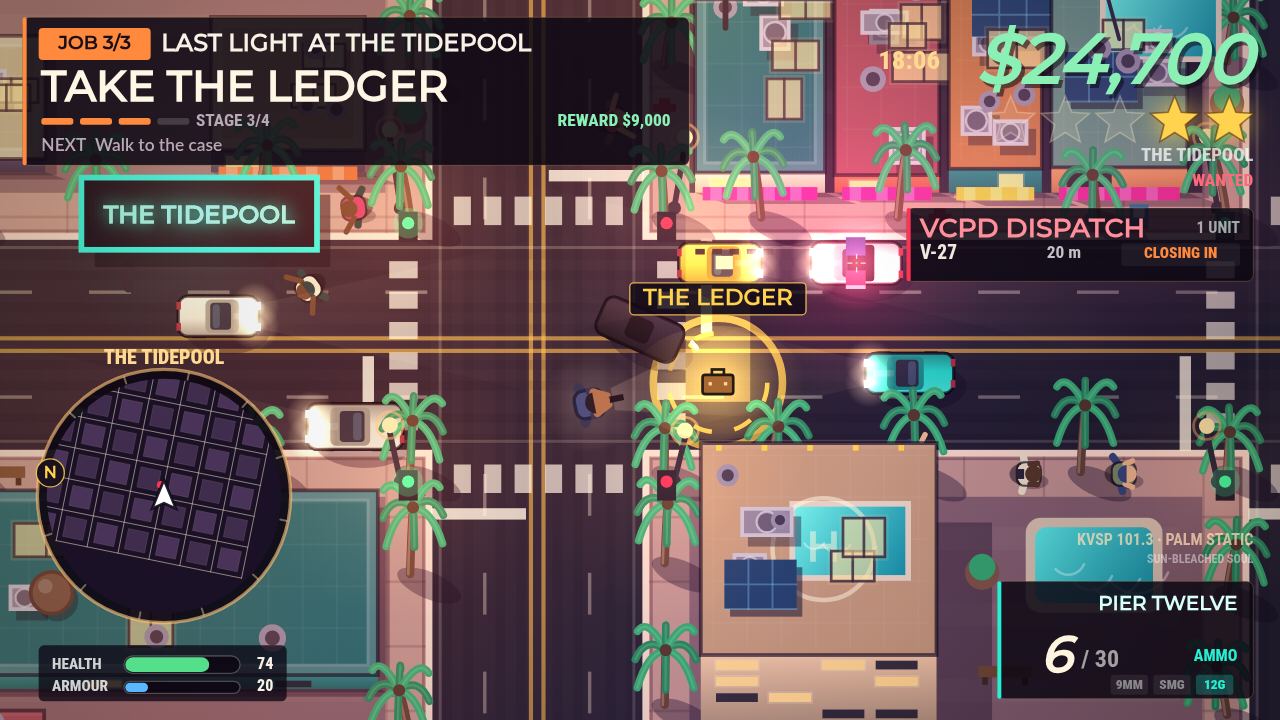 JOB 3/3 LAST LIGHT AT THE TIDEPOOL
TAKE THE LEDGER
STAGE 3/4 REWARD $9,000
NEXT Walk to the case
18:06
$24,700
THE TIDEPOOL
WANTED
VCPD DISPATCH 1 UNIT
V-27 20 m CLOSING IN
THE TIDEPOOL
THE LEDGER
THE TIDEPOOL
N
H
KVSP 101.3 · PALM STATIC
SUN-BLEACHED SOUL
PIER TWELVE
6 / 30 AMMO
9MM SMG 12G
HEALTH 74
ARMOUR 20